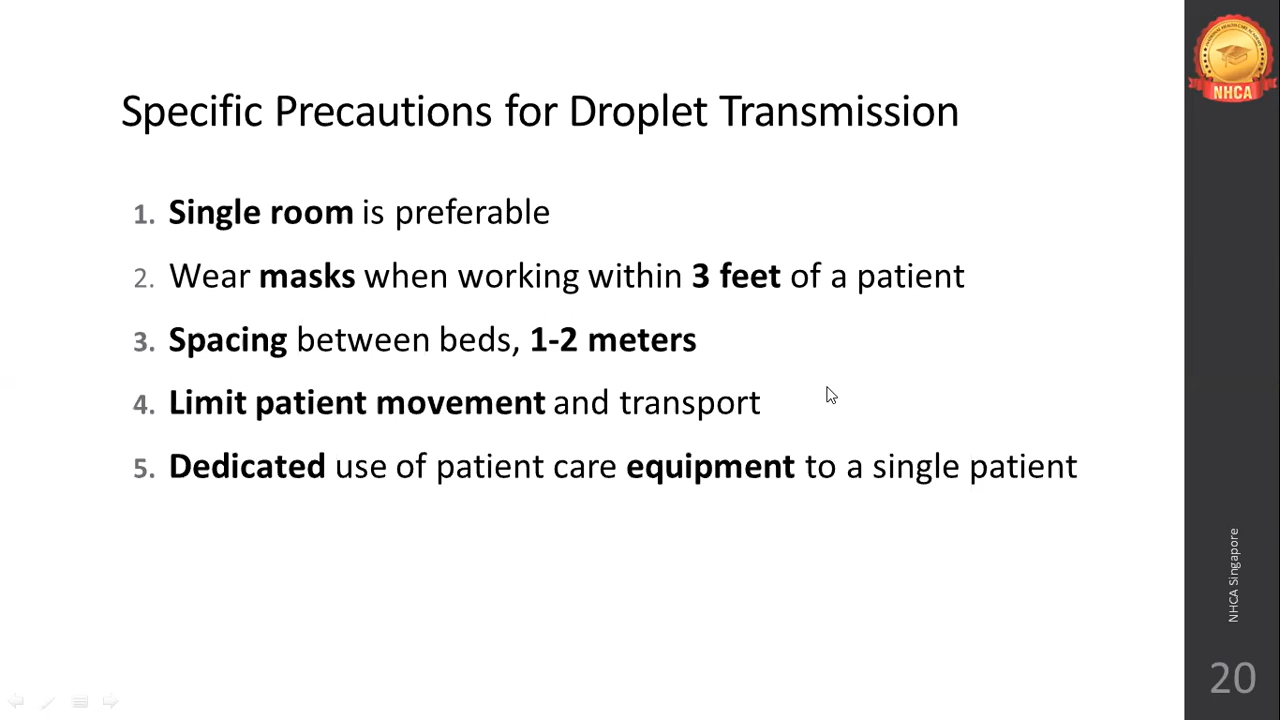 Specific Precautions for Droplet Transmission
1. Single room is preferable
2. Wear masks when working within 3 feet of a patient
3. Spacing between beds, 1-2 meters
4. Limit patient movement and transport
5. Dedicated use of patient care equipment to a single patient
NHCA
NHCA Singapore
20